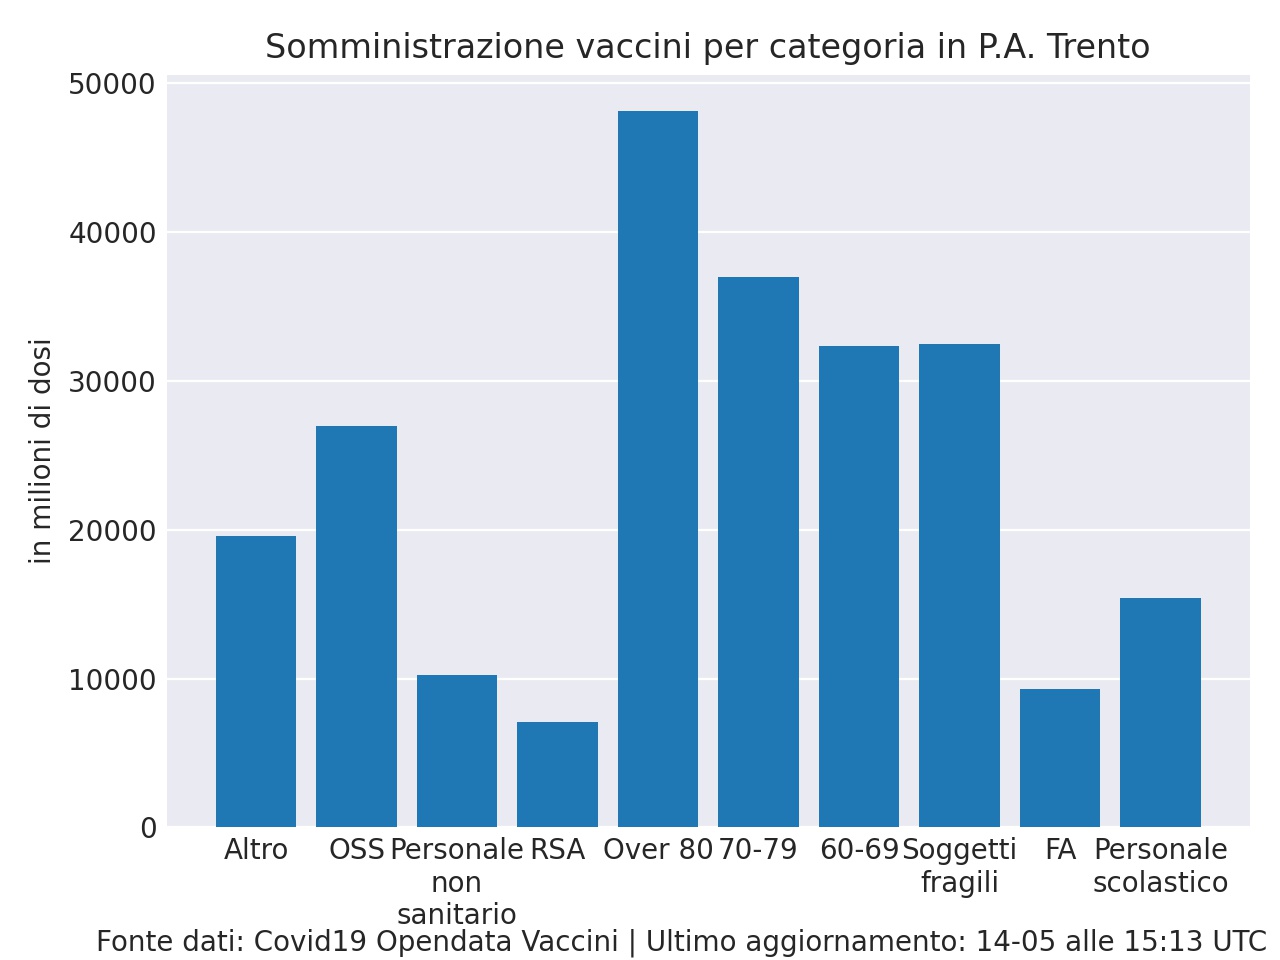 Somministrazione vaccini per categoria in P.A. Trento
in milioni di dosi
50000
40000
30000
20000
10000
0
Altro
OSS
Personale
non
sanitario
RSA
Over 80
70-79
60-69
Soggetti
fragili
FA
Personale
scolastico
Fonte dati: Covid19 Opendata Vaccini | Ultimo aggiornamento: 14-05 alle 15:13 UTC